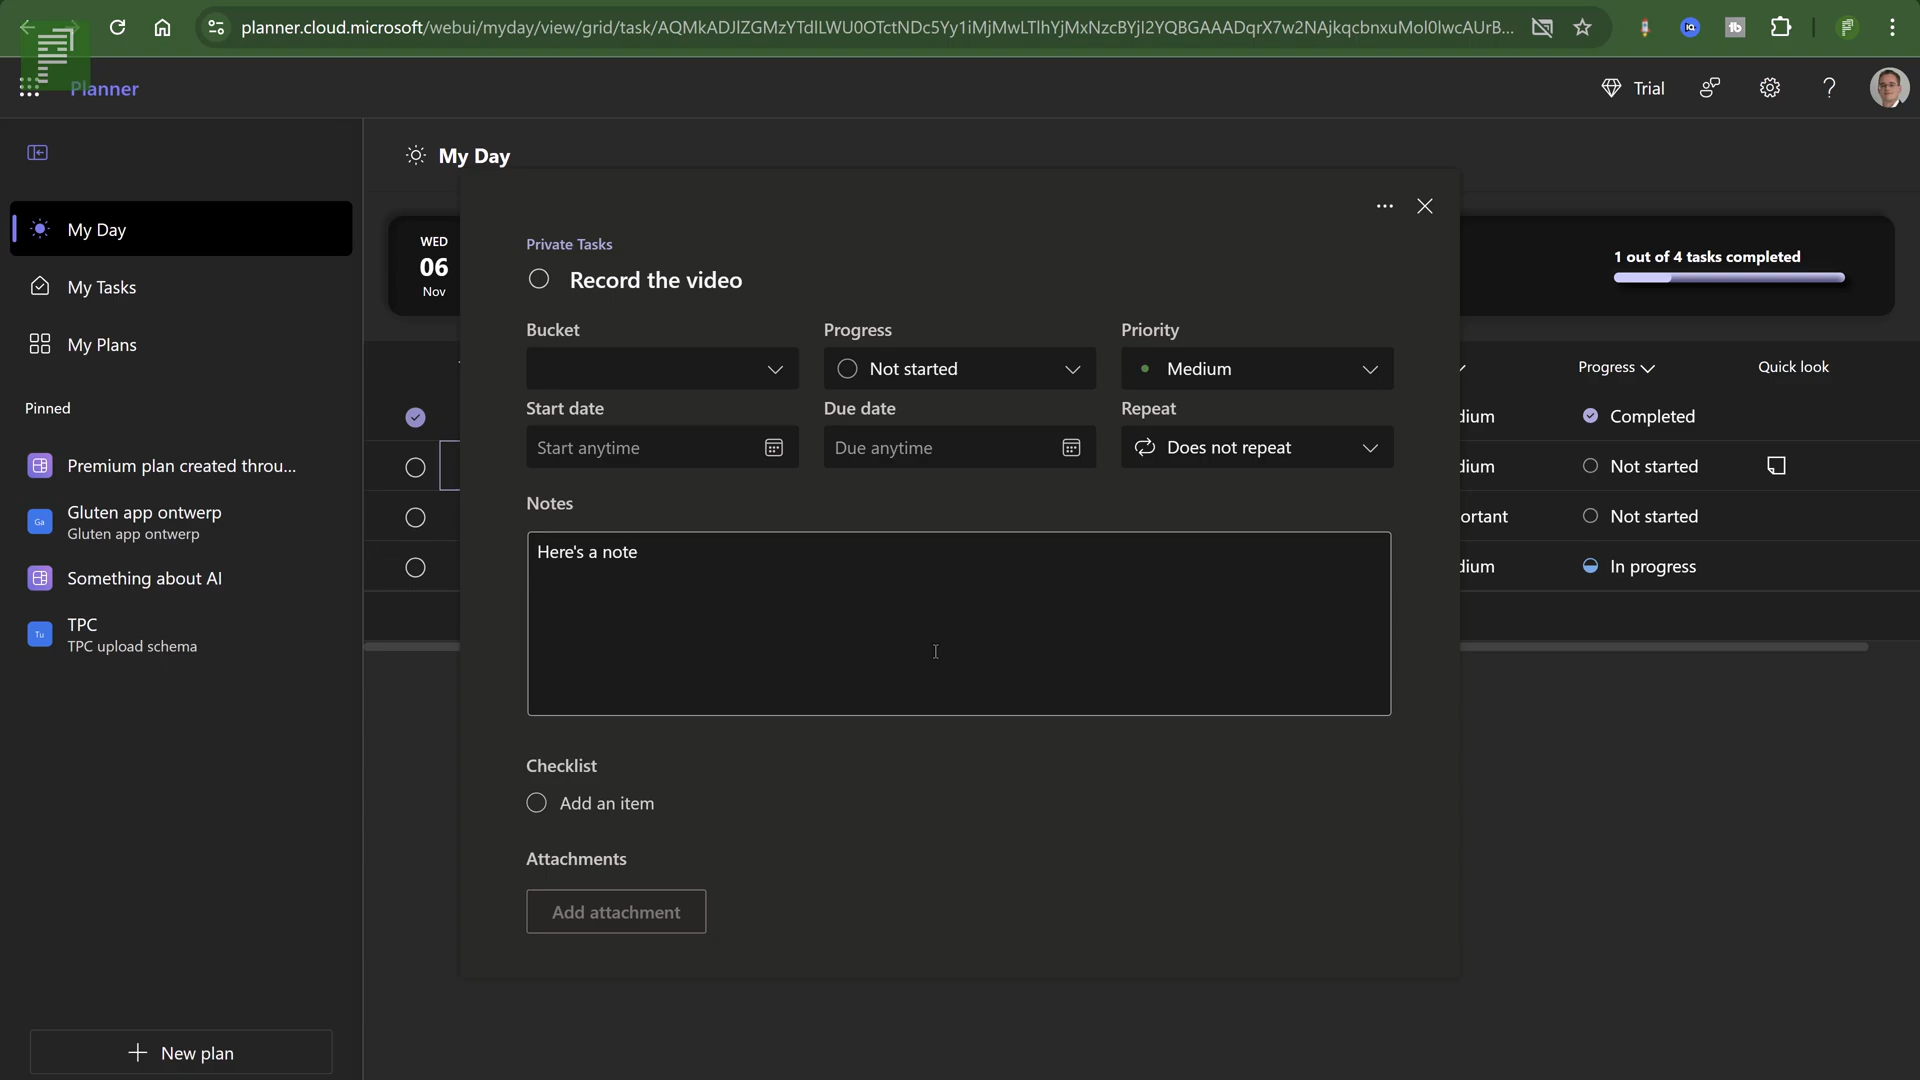 planner.cloud.microsoft/webui/myday/view/grid/task/AQMkADJlZGMzYTdlLWU0OTctNDc5Yy1iMjMwLTlhYjMxNzcBYjI2YQBGAAADqrX7w2NAjkqcbnxuMol0lwcAUrB...
Planner
Trial
My Day
My Day
My Tasks
My Plans
Pinned
Premium plan created throu...
Ga
Gluten app ontwerp
Gluten app ontwerp
Something about AI
Tu
TPC
TPC upload schema
New plan
WED
06
Nov
1 out of 4 tasks completed
Private Tasks
Record the video
Bucket
Progress
Priority
Not started
Medium
Start date
Due date
Repeat
Start anytime
Due anytime
Does not repeat
Notes
Here's a note
Checklist
Add an item
Attachments
Add attachment
Progress
Quick look
dium
Completed
dium
Not started
ortant
Not started
dium
In progress